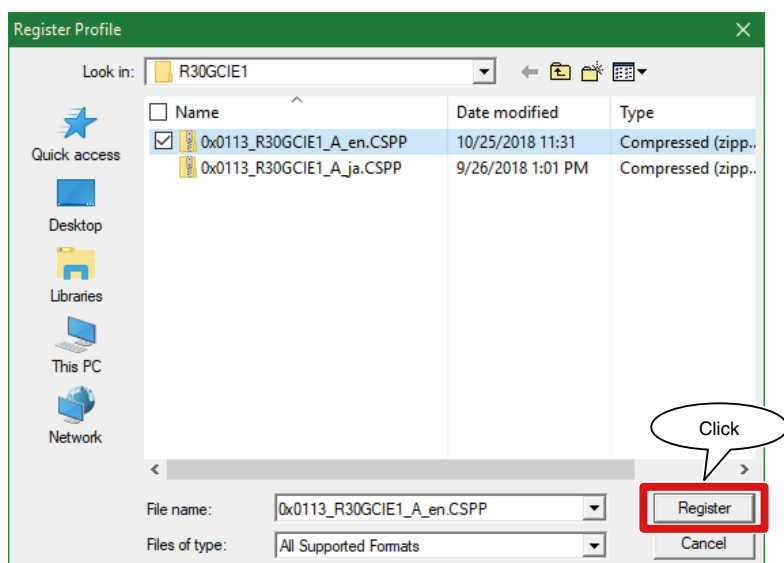 Register Profile
Look in: R30GCIE1
Name Date modified Type
0x0113_R30GCIE1_A_en.CSPP 10/25/2018 11:31 Compressed (zipp..
0x0113_R30GCIE1_A_ja.CSPP 9/26/2018 1:01 PM Compressed (zipp..
Quick access
Desktop
Libraries
This PC
Network
Click
File name: 0x0113_R30GCIE1_A_en.CSPP Register
Files of type: All Supported Formats Cancel